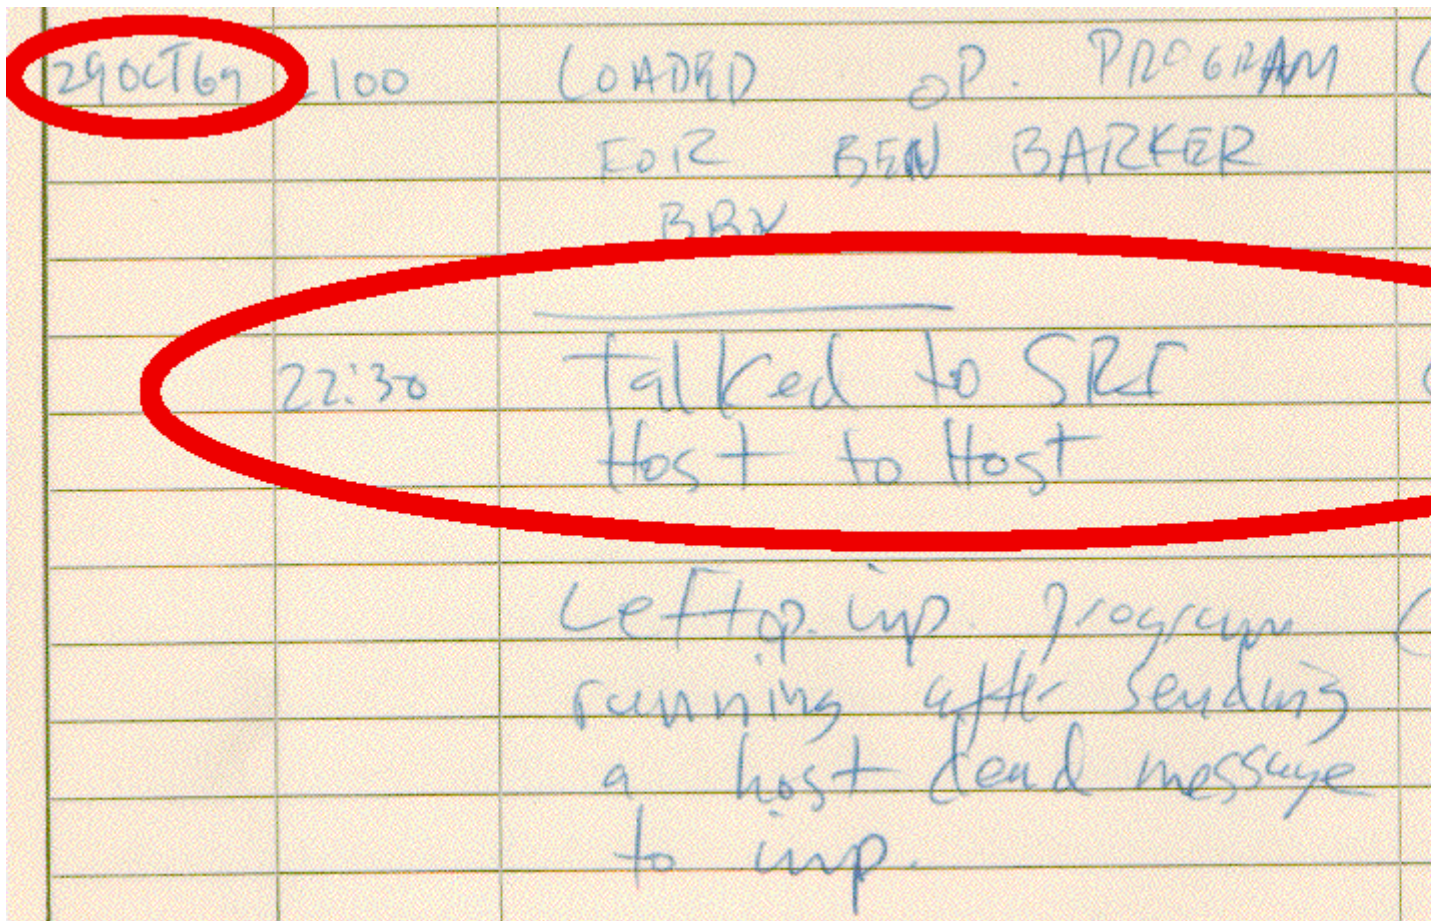 29OCT69 2100 LOADED OP. PROGRAM
FOR BEN BARKER
BBN
22:30 Talked to SRI
Host to Host
Left op. imp. program
running after sending
a host dead message
to imp.